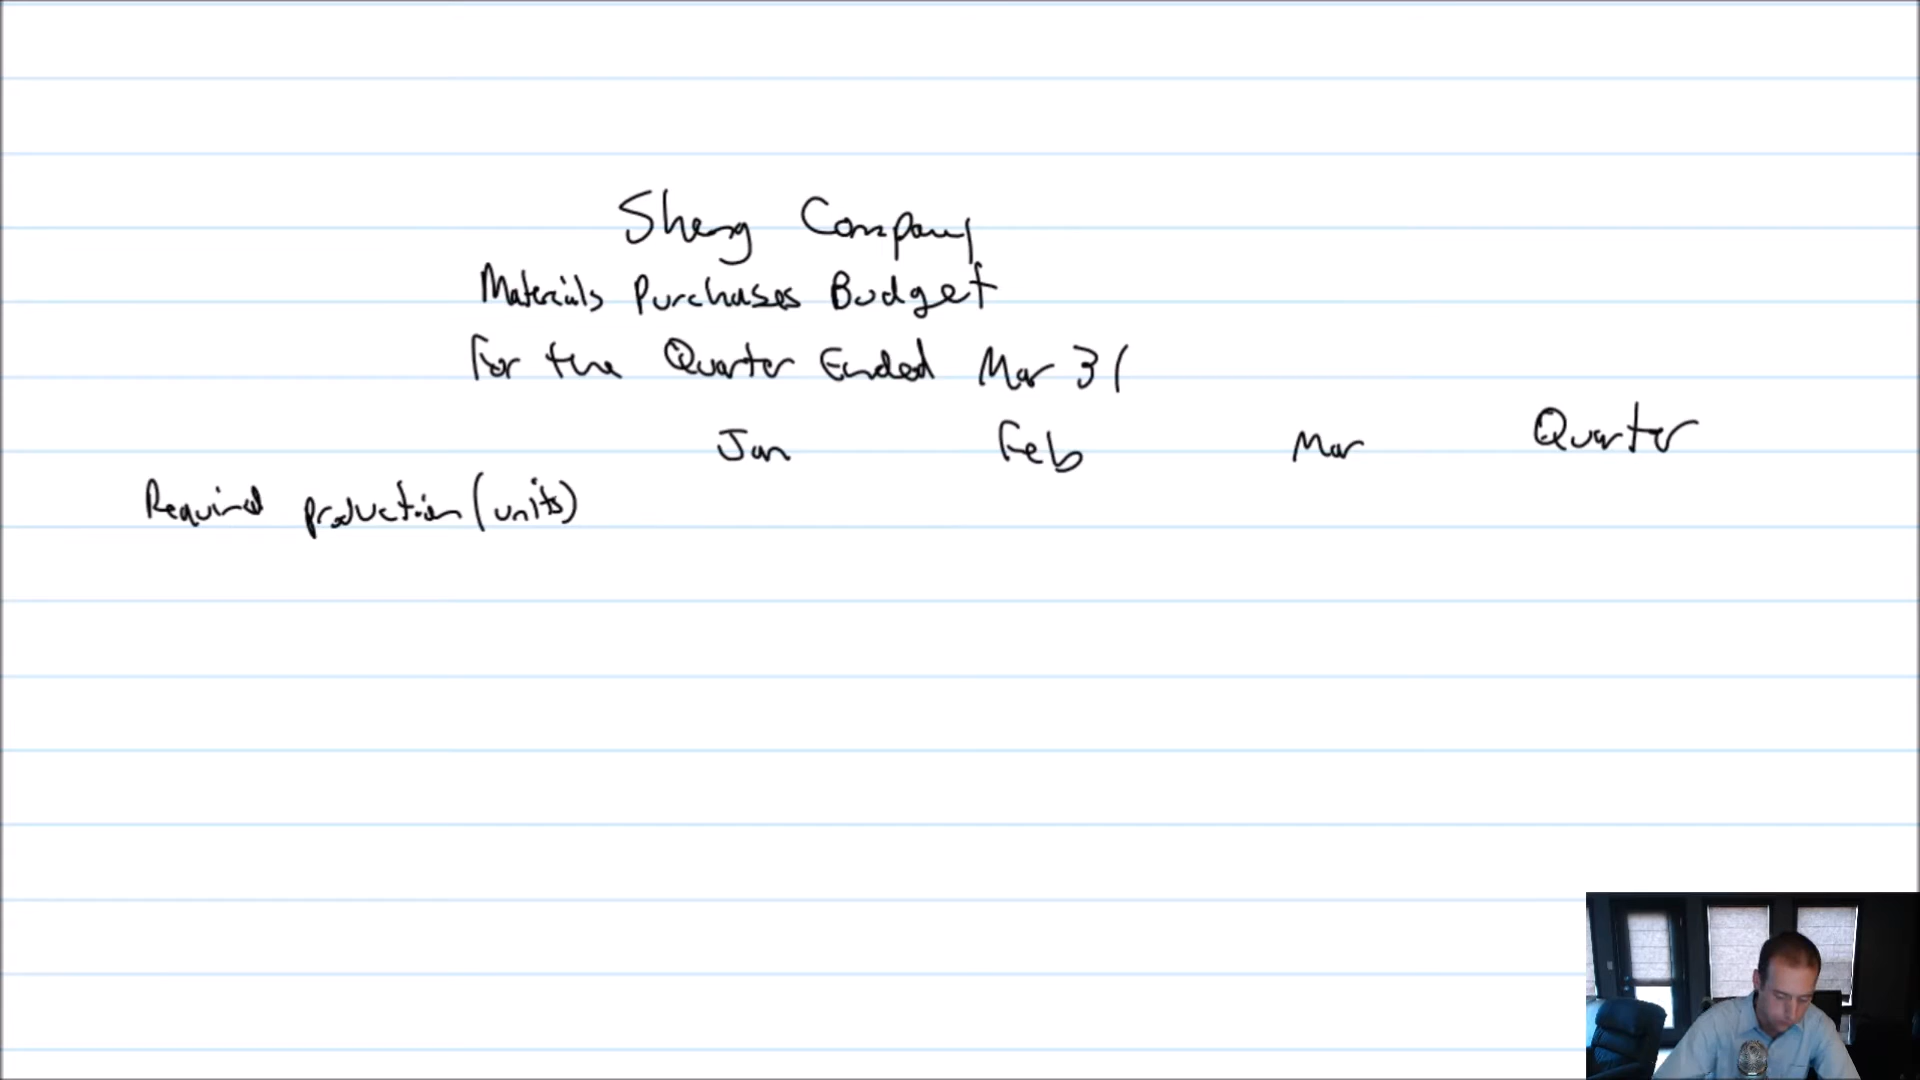 Sheng Company
Materials Purchases Budget
For the Quarter Ended Mar 31
Jan Feb Mar Quarter
Required production (units)